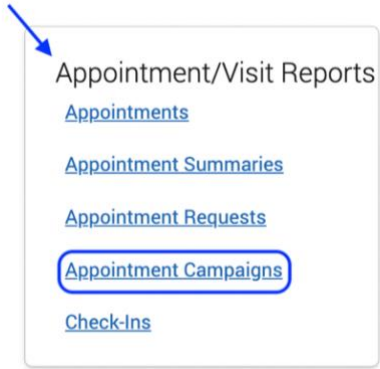 Appointment/Visit Reports
Appointments
Appointment Summaries
Appointment Requests
Appointment Campaigns
Check-Ins